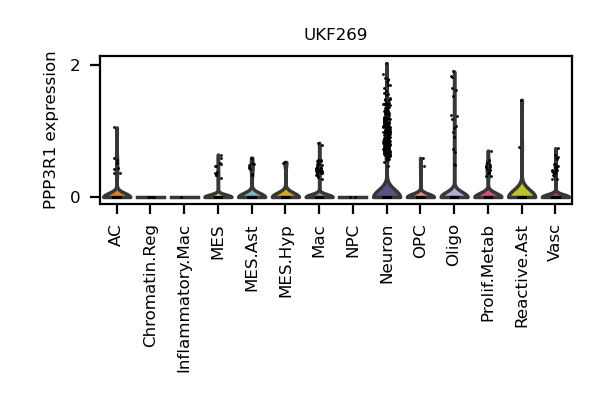 UKF269
PPP3R1 expression
2
0
AC
Chromatin.Reg
Inflammatory.Mac
MES
MES.Ast
MES.Hyp
Mac
NPC
Neuron
OPC
Oligo
Prolif.Metab
Reactive.Ast
Vasc